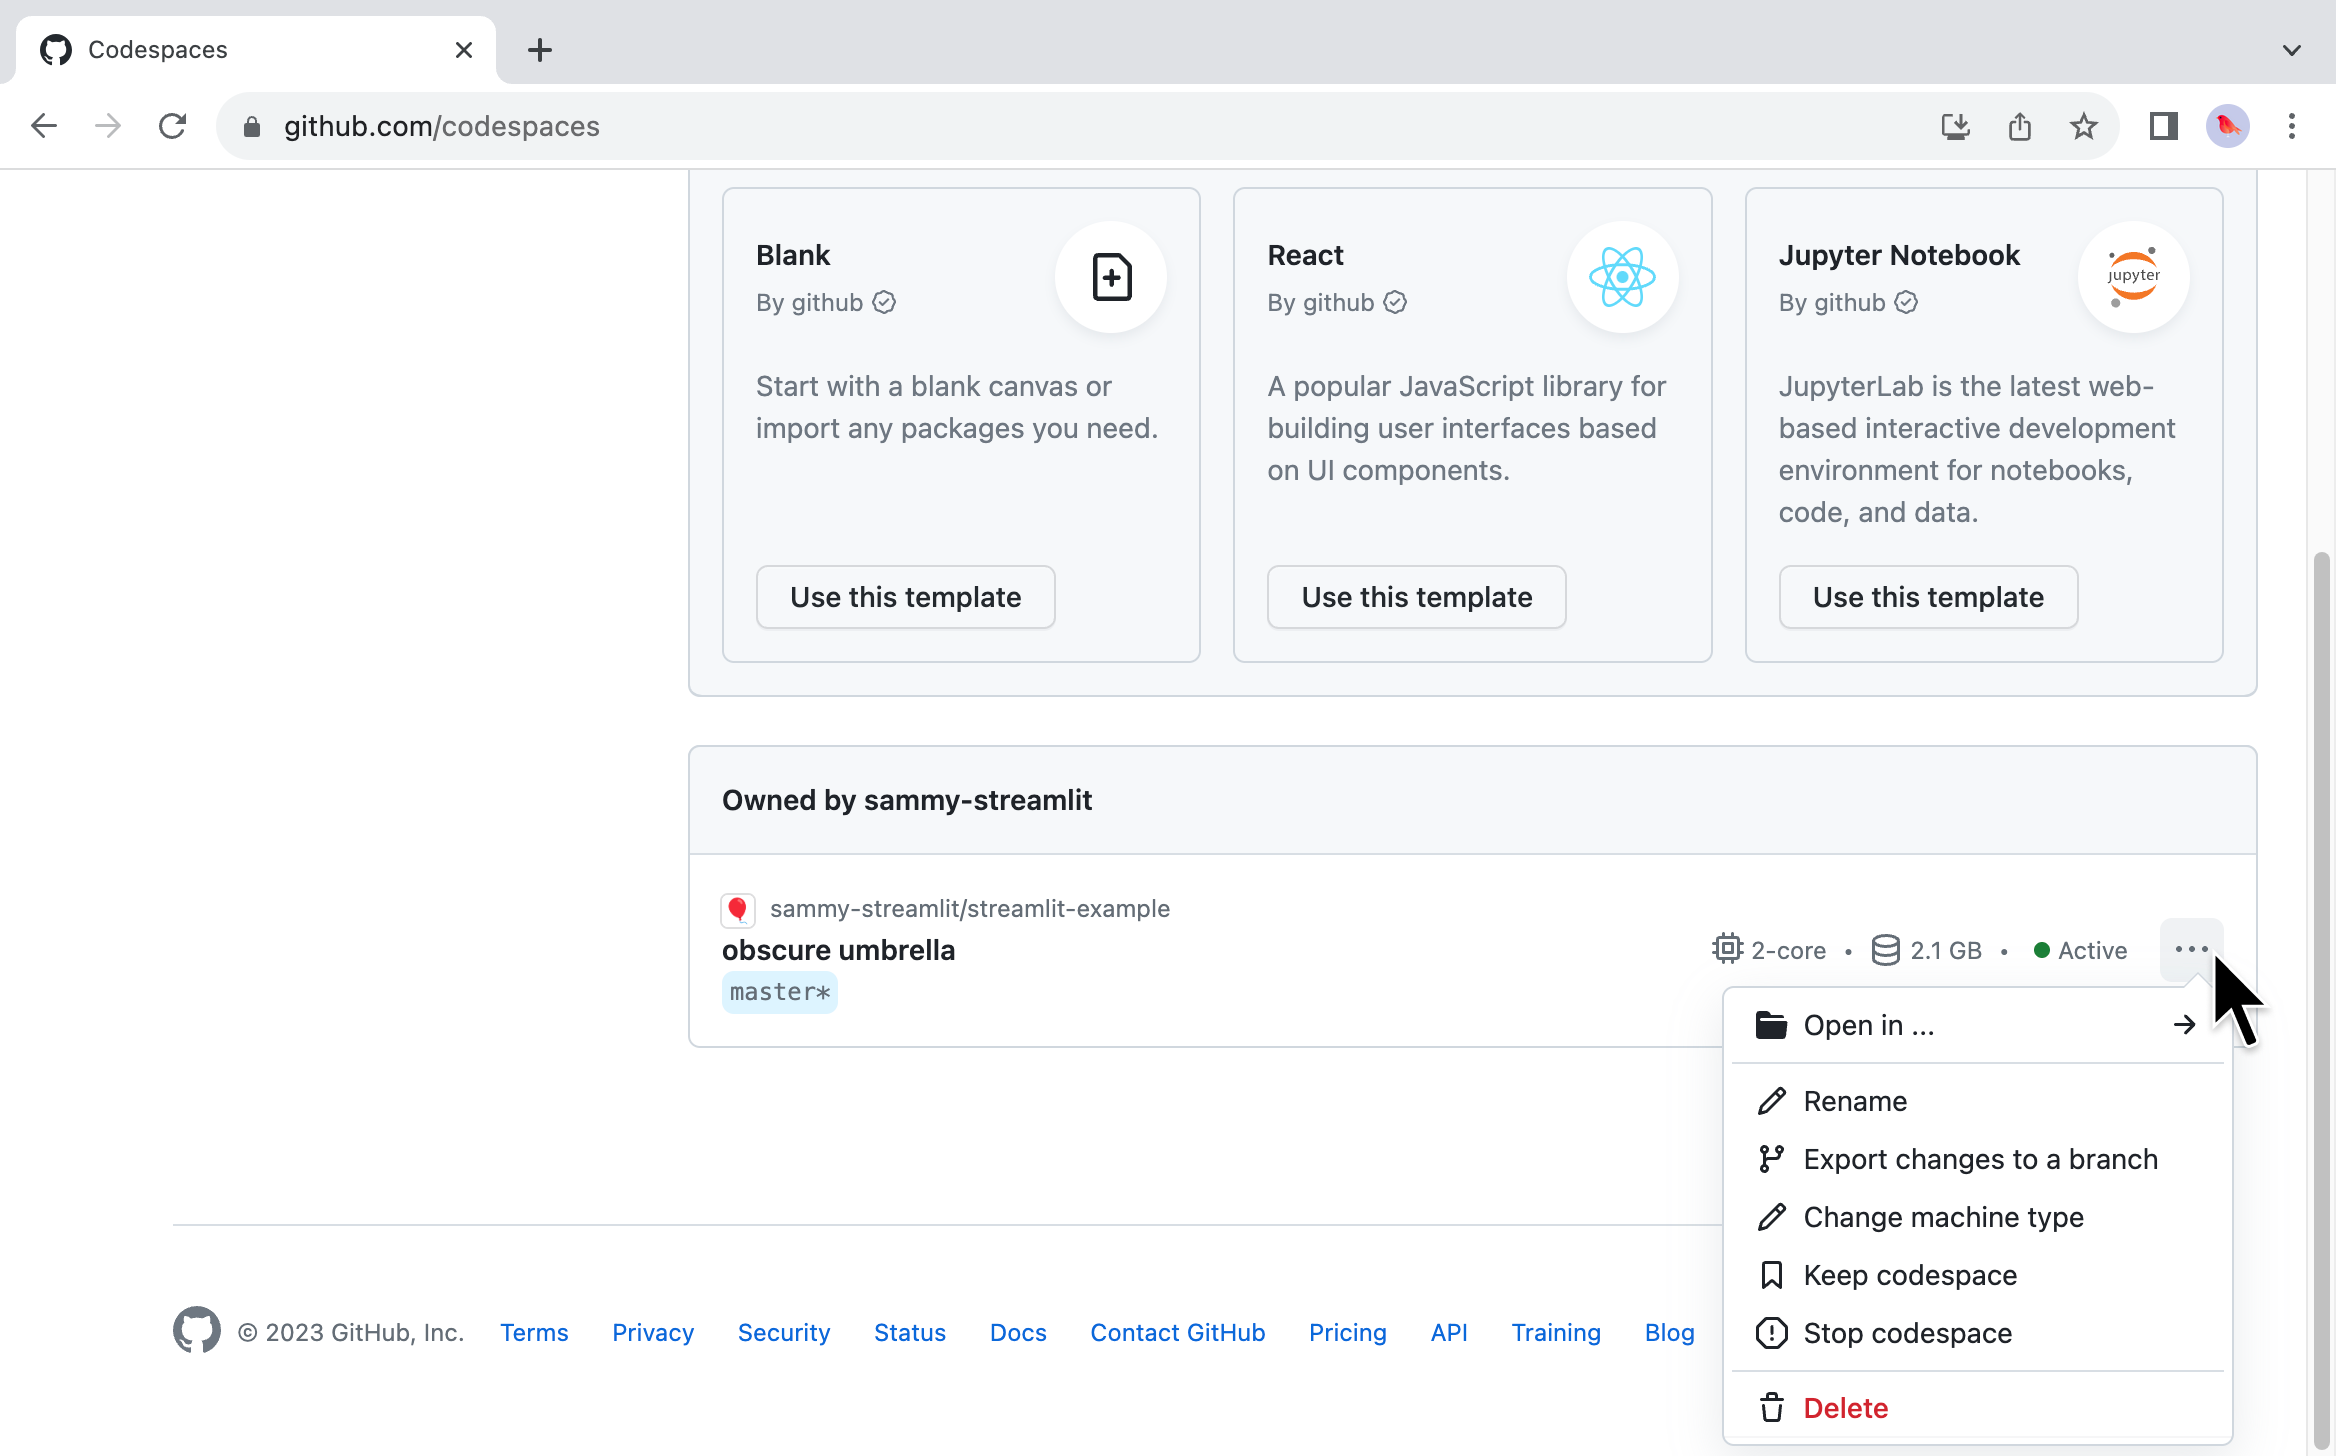 Codespaces
github.com/codespaces
Blank
By github
Start with a blank canvas or
import any packages you need.
Use this template
React
By github
A popular JavaScript library for
building user interfaces based
on UI components.
Use this template
Jupyter Notebook
By github
jupyter
JupyterLab is the latest web-
based interactive development
environment for notebooks,
code, and data.
Use this template
Owned by sammy-streamlit
sammy-streamlit/streamlit-example
obscure umbrella
master*
2-core • 2.1 GB • Active
Open in ...
Rename
Export changes to a branch
Change machine type
Keep codespace
Stop codespace
Delete
© 2023 GitHub, Inc. Terms Privacy Security Status Docs Contact GitHub Pricing API Training Blog